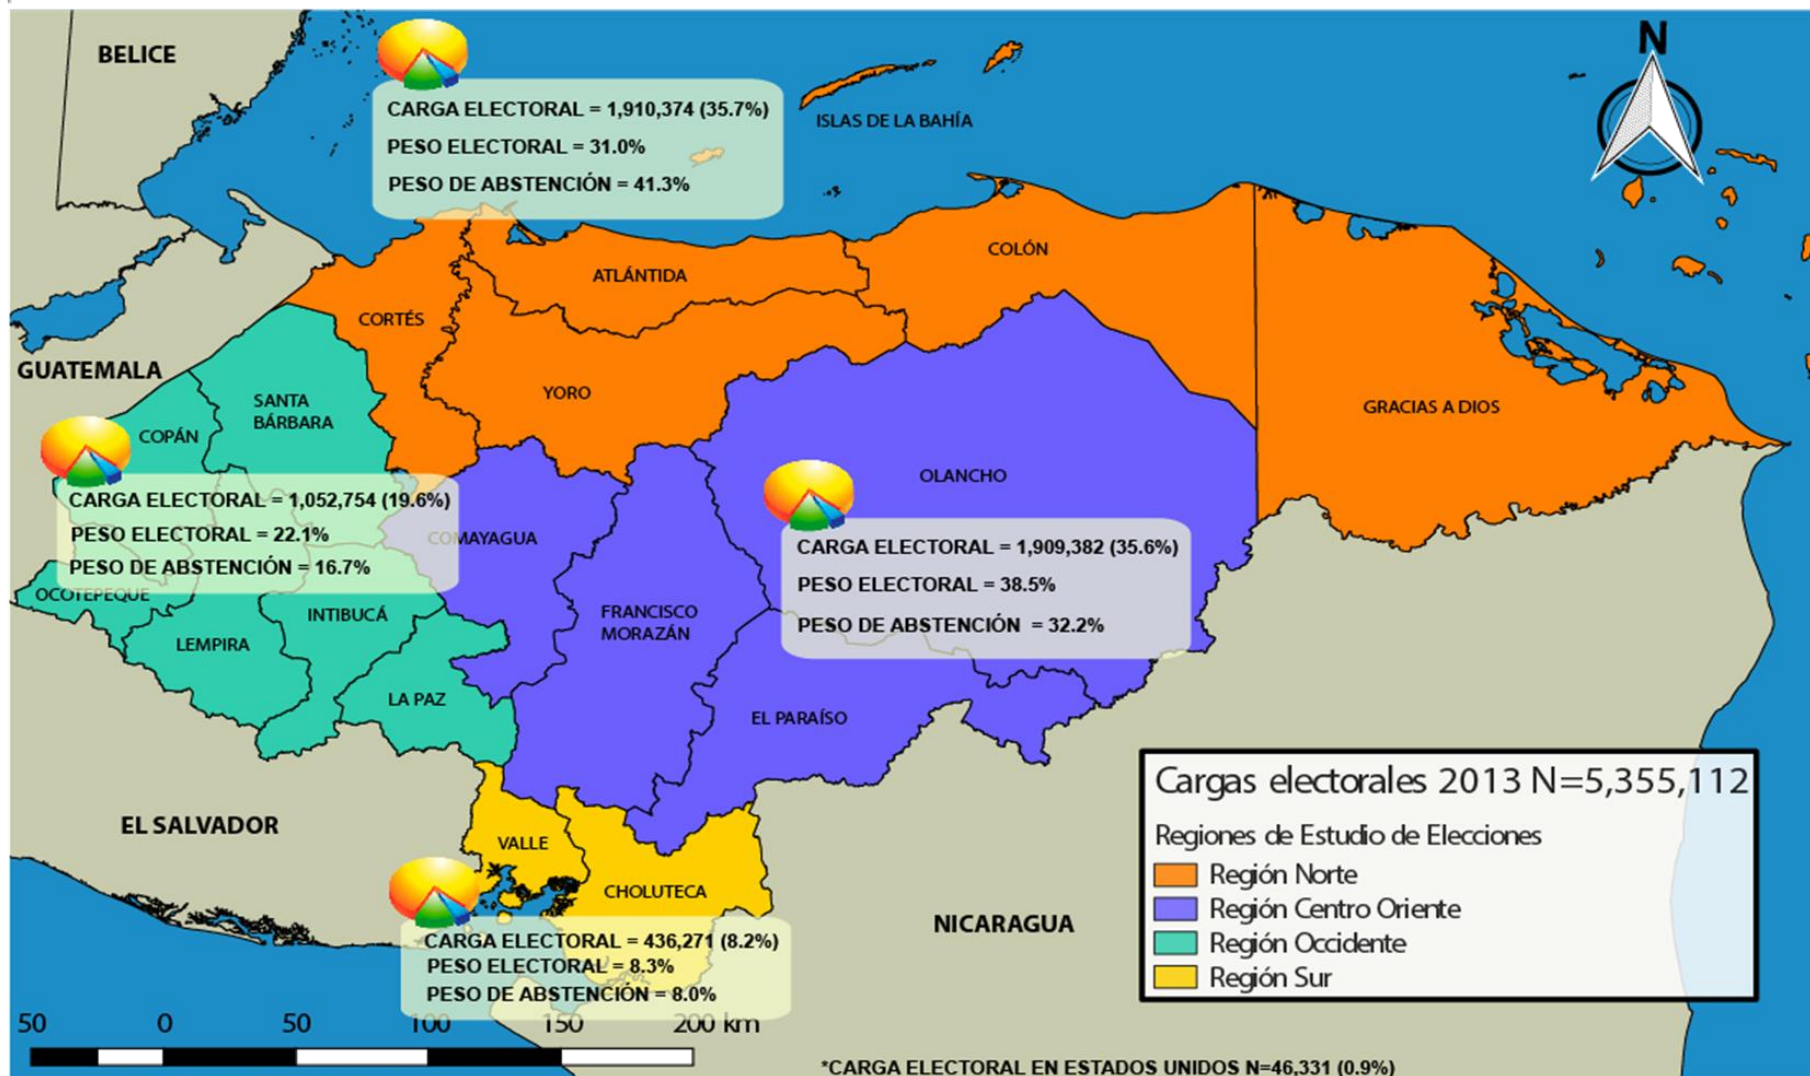 BELICE
N
CARGA ELECTORAL = 1,910,374 (35.7%)
PESO ELECTORAL = 31.0%
PESO DE ABSTENCIÓN = 41.3%
ISLAS DE LA BAHÍA
COLÓN
ATLÁNTIDA
CORTÉS
GUATEMALA
YORO
SANTA
BÁRBARA
GRACIAS A DIOS
COPÁN
OLANCHO
CARGA ELECTORAL = 1,052,754 (19.6%)
PESO ELECTORAL = 22.1%
PESO DE ABSTENCIÓN = 16.7%
COMAYAGUA
CARGA ELECTORAL = 1,909,382 (35.6%)
PESO ELECTORAL = 38.5%
PESO DE ABSTENCIÓN = 32.2%
OCOTEPEQUE
INTIBUCÁ
FRANCISCO
MORAZÁN
LEMPIRA
LA PAZ
EL PARAÍSO
EL SALVADOR
VALLE
CHOLUTECA
NICARAGUA
CARGA ELECTORAL = 436,271 (8.2%)
PESO ELECTORAL = 8.3%
PESO DE ABSTENCIÓN = 8.0%
Cargas electorales 2013 N=5,355,112
Regiones de Estudio de Elecciones
Región Norte
Región Centro Oriente
Región Occidente
Región Sur
50 0 50 100 150 200 km
*CARGA ELECTORAL EN ESTADOS UNIDOS N=46,331 (0.9%)